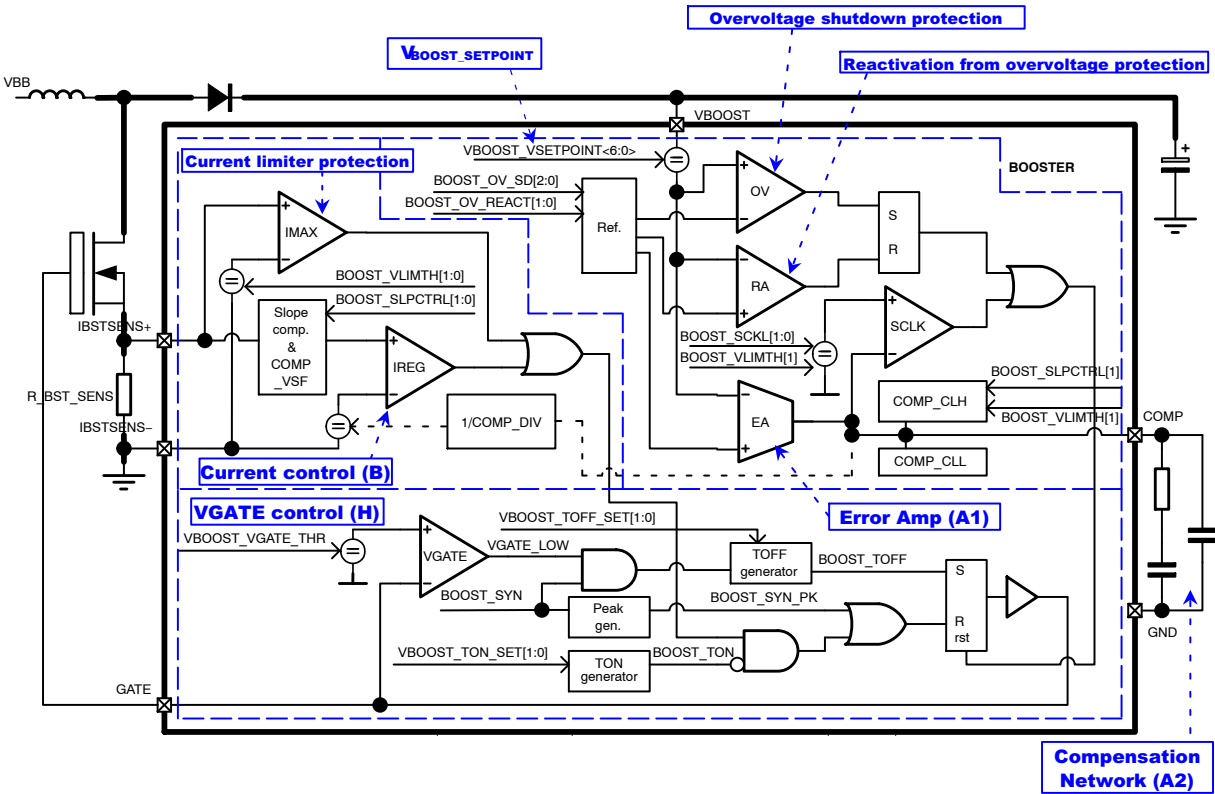 Overvoltage shutdown protection
VBOOST_SETPOINT
Reactivation from overvoltage protection
VBB
VBOOST
VBOOST_VSETPOINT<6:0>
BOOSTER
Current limiter protection
BOOST_OV_SD[2:0]
BOOST_OV_REACT[1:0]
Ref.
+
OV
−
S
R
+
IMAX
−
BOOST_VLIMTH[1:0]
BOOST_SLPCTRL[1:0]
−
RA
+
+
SCLK
−
IBSTSENS+
Slope
comp.
&
COMP
_VSF
+
IREG
−
BOOST_SCKL[1:0]
BOOST_VLIMTH[1]
BOOST_SLPCTRL[1]
R_BST_SENS
1/COMP_DIV
−
EA
+
COMP_CLH
BOOST_VLIMTH[1]
COMP
IBSTSENS−
COMP_CLL
Current control (B)
VGATE control (H)
Error Amp (A1)
VBOOST_TOFF_SET[1:0]
VBOOST_VGATE_THR
+
VGATE
−
VGATE_LOW
TOFF
generator
BOOST_TOFF
S
R
rst
BOOST_SYN
Peak
gen.
BOOST_SYN_PK
GND
VBOOST_TON_SET[1:0]
TON
generator
BOOST_TON
GATE
Compensation
Network (A2)
+